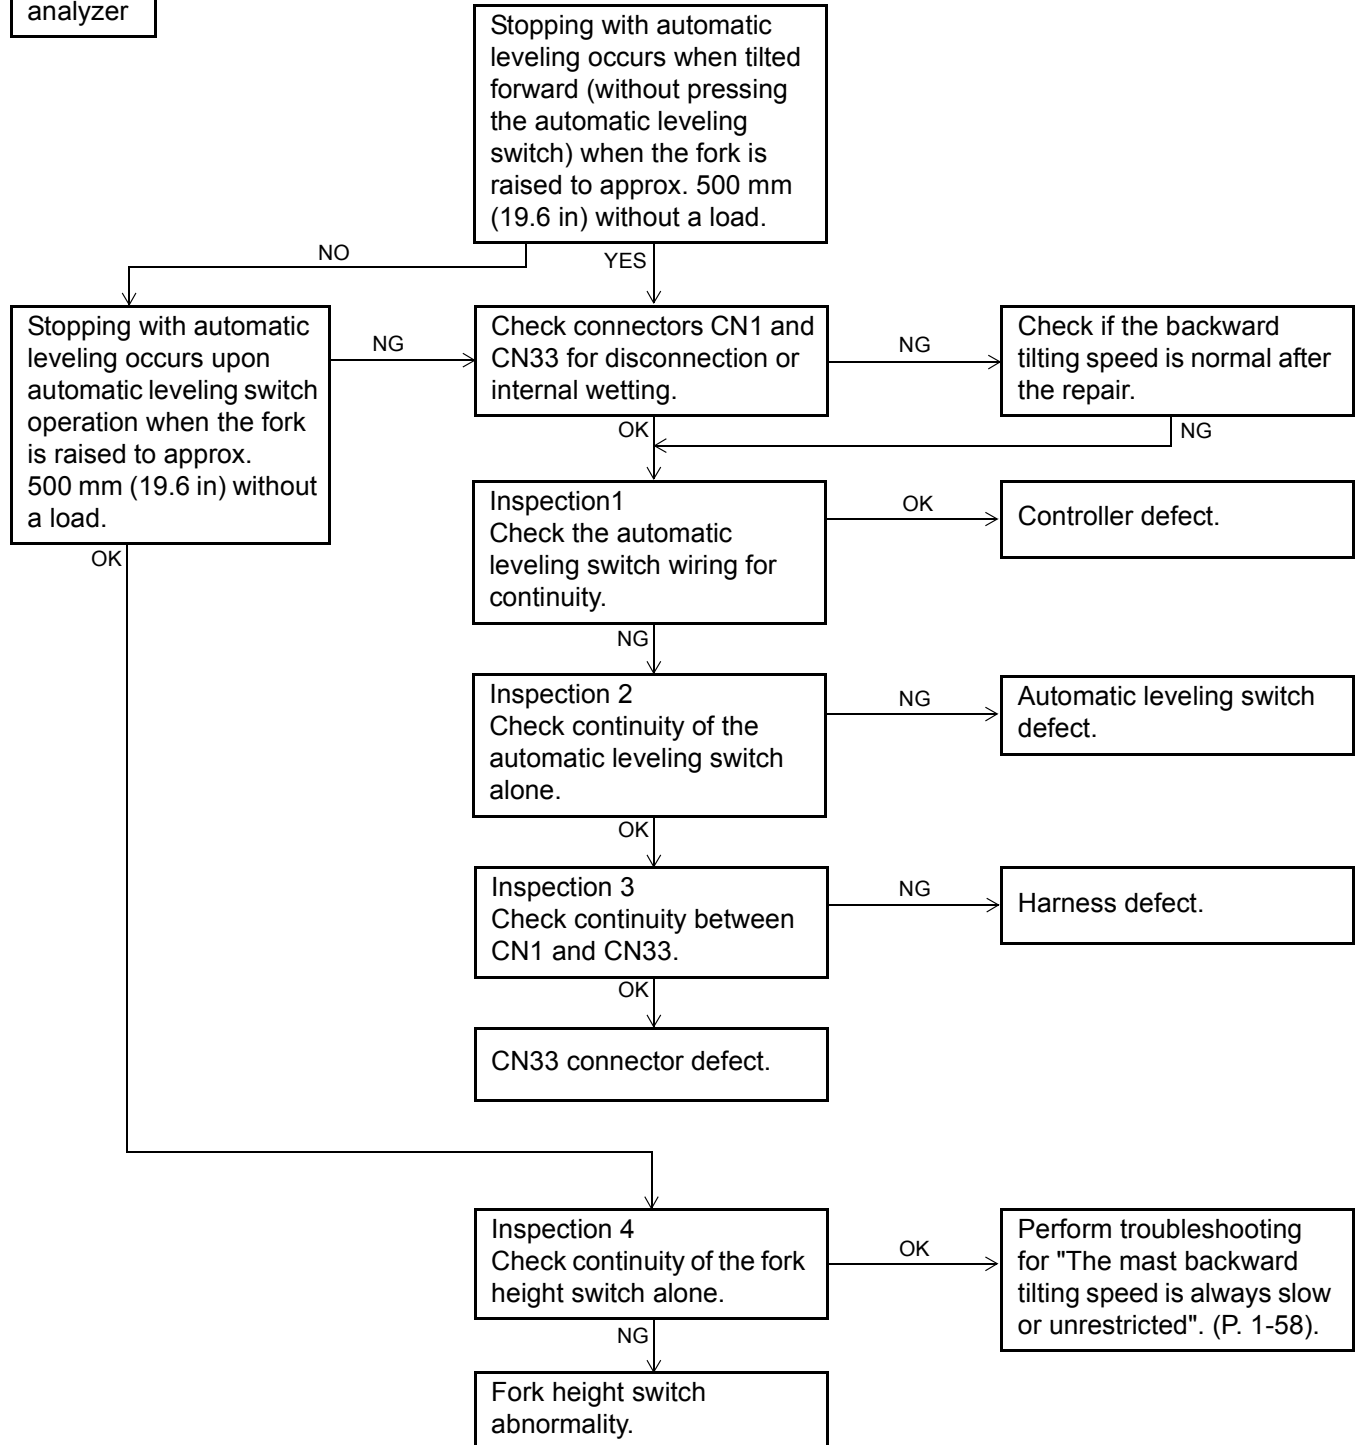 analyzer
Stopping with automatic
leveling occurs when tilted
forward (without pressing
the automatic leveling
switch) when the fork is
raised to approx. 500 mm
(19.6 in) without a load.
NO
YES
Stopping with automatic
leveling occurs upon
automatic leveling switch
operation when the fork
is raised to approx.
500 mm (19.6 in) without
a load.
NG
Check connectors CN1 and
CN33 for disconnection or
internal wetting.
NG
Check if the backward
tilting speed is normal after
the repair.
OK
NG
OK
Inspection1
Check the automatic
leveling switch wiring for
continuity.
OK
Controller defect.
NG
Inspection 2
Check continuity of the
automatic leveling switch
alone.
NG
Automatic leveling switch
defect.
OK
Inspection 3
Check continuity between
CN1 and CN33.
NG
Harness defect.
OK
CN33 connector defect.
Inspection 4
Check continuity of the fork
height switch alone.
OK
Perform troubleshooting
for "The mast backward
tilting speed is always slow
or unrestricted". (P. 1-58).
NG
Fork height switch
abnormality.